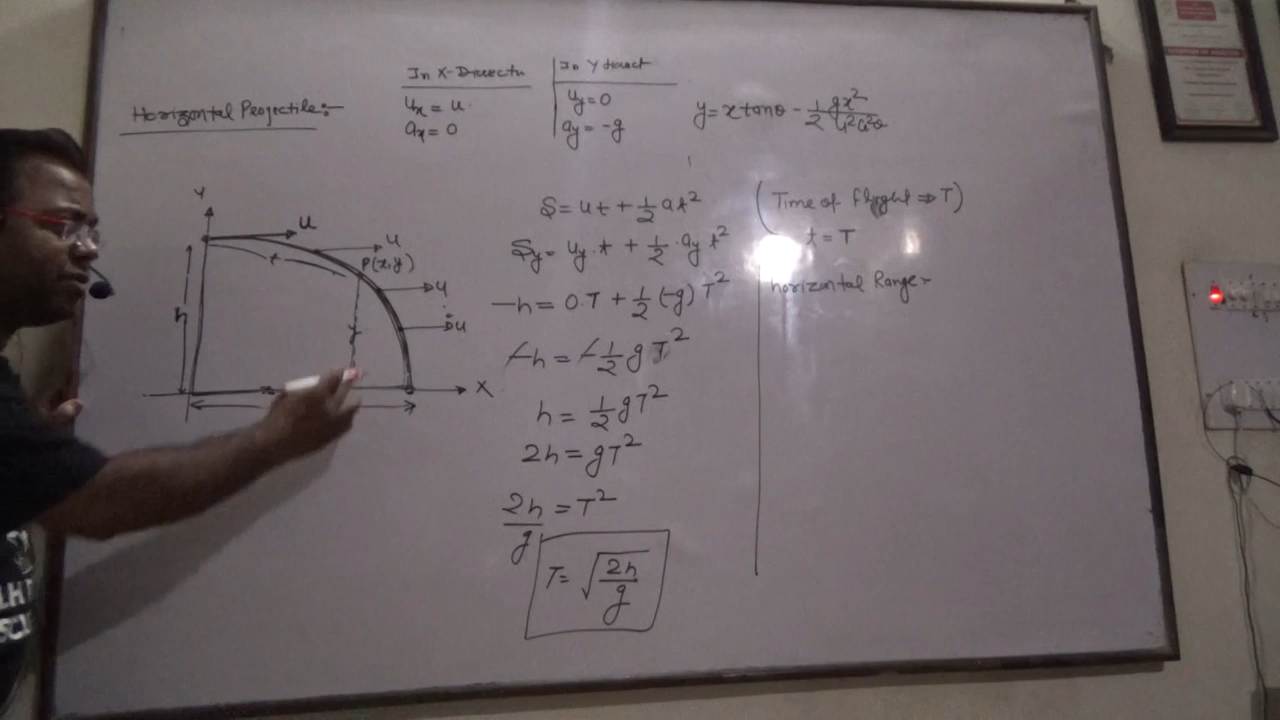 In X-Directn
In Y direct
Horizontal Projectile:-
uₓ = u
aₓ = 0
u_y = 0
a_y = -g
y = x tanθ - 1/2 gx²/u²cos²θ
Y
u
u
P(x,y)
u
u
h
x
y
x
X
S = ut + 1/2 at²
S_y = u_y·t + 1/2·a_y t²
-h = 0.T + 1/2 (-g) T²
-h = -1/2 g T²
h = 1/2 gT²
2h = gT²
2h/g = T²
T = √(2h/g)
(Time of flight ⇒ T)
t = T
horizontal Range:-